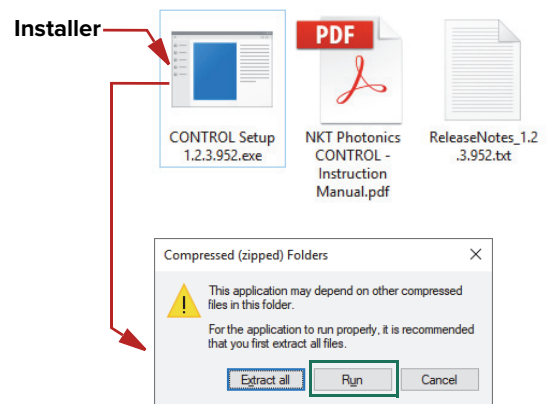 Installer
PDF
CONTROL Setup
1.2.3.952.exe
NKT Photonics
CONTROL -
Instruction
Manual.pdf
ReleaseNotes_1.2
.3.952.txt
Compressed (zipped) Folders
This application may depend on other compressed
files in this folder.
For the application to run properly, it is recommended
that you first extract all files.
Extract all
Run
Cancel